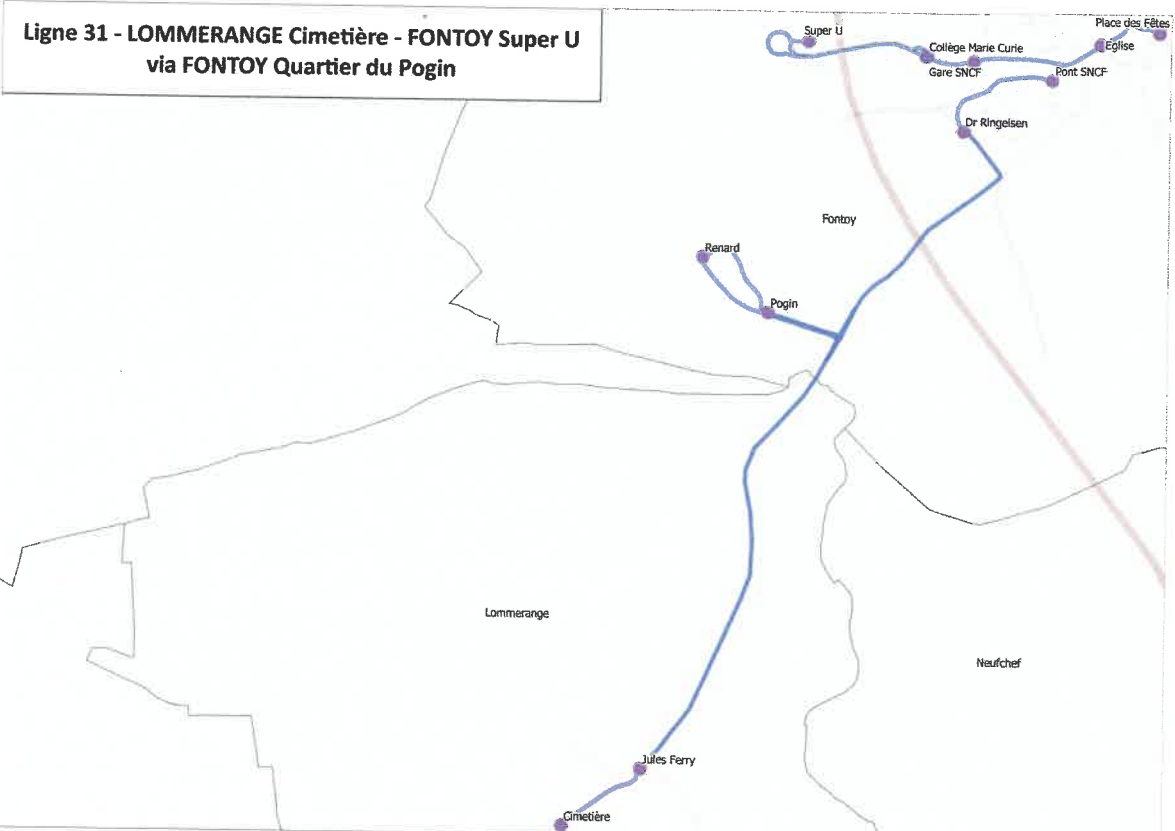 Ligne 31 - LOMMERANGE Cimetière - FONTOY Super U
via FONTOY Quartier du Pogin
Place des Fêtes
Super U
Eglise
Collège Marie Curie
Gare SNCF
Pont SNCF
Dr Ringeisen
Fontoy
Renard
Pogin
Lommerange
Neufchef
Jules Ferry
Cimetière